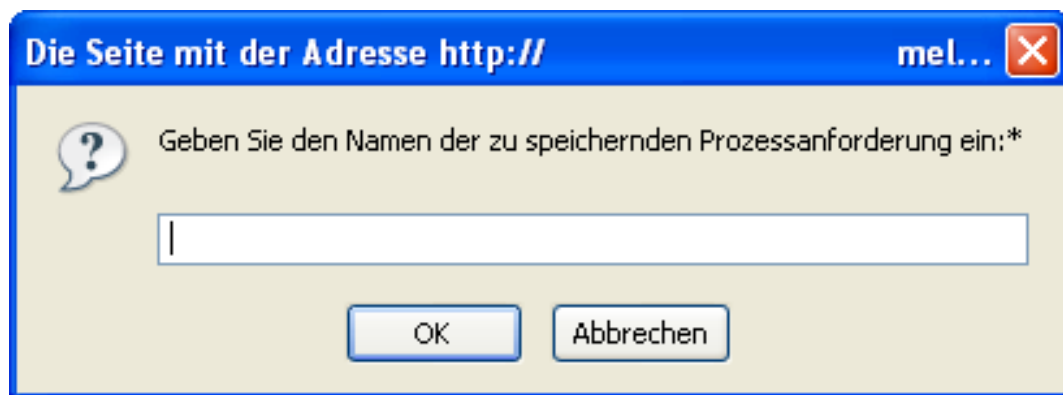 Die Seite mit der Adresse http:// mel...
Geben Sie den Namen der zu speichernden Prozessanforderung ein:*
OK Abbrechen